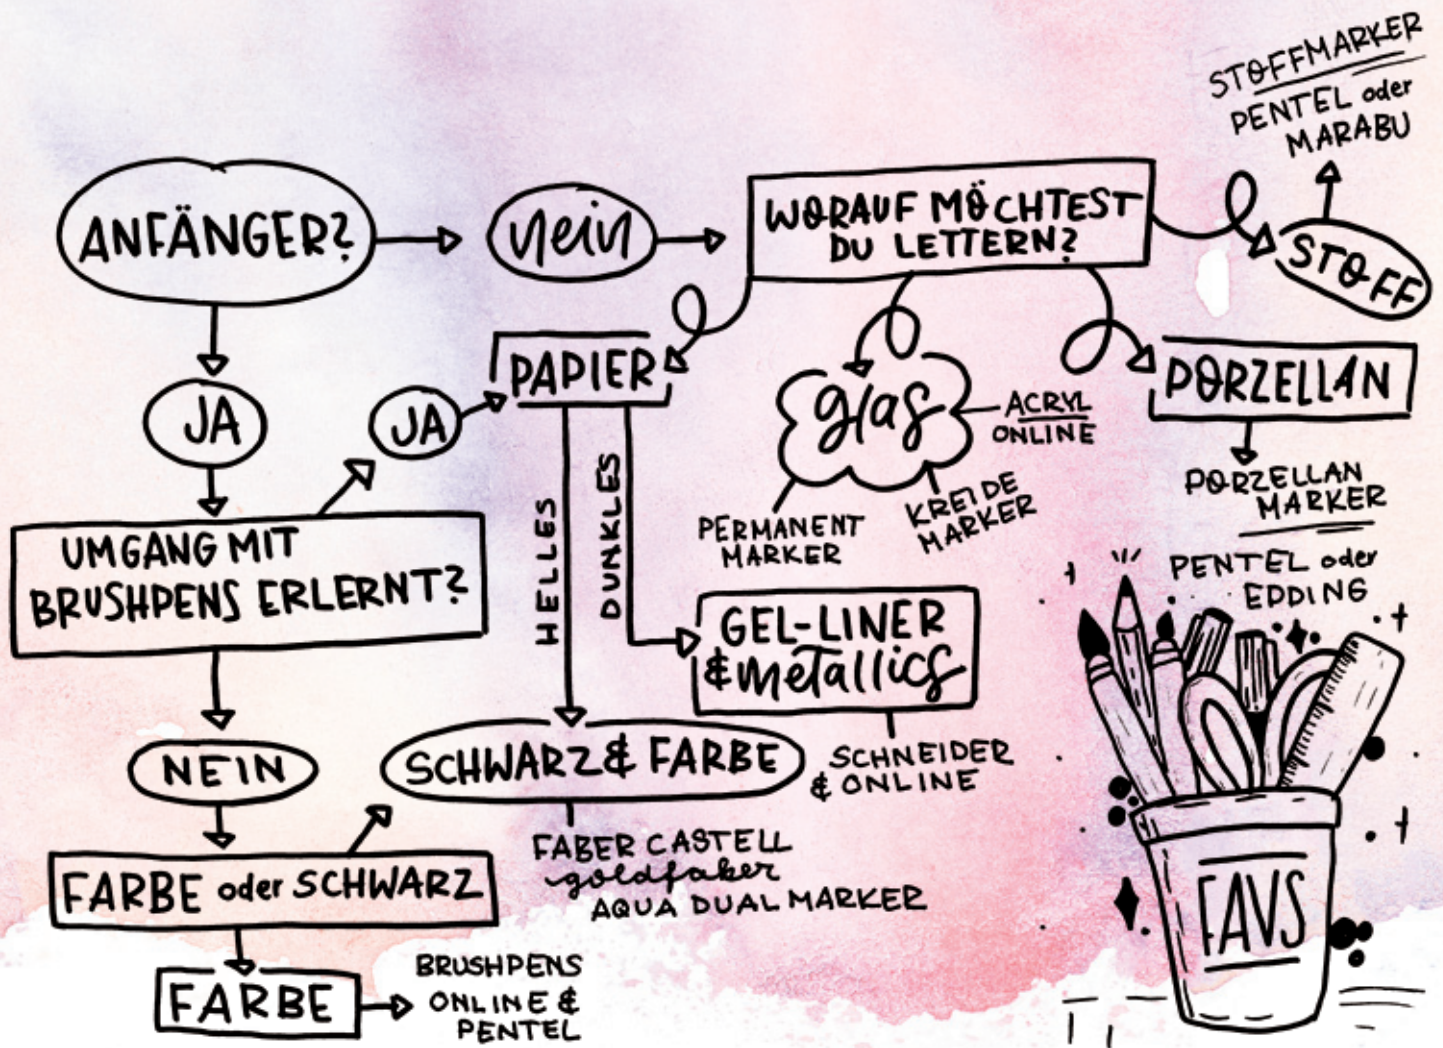 STOFFMARKER
PENTEL oder
MARABU
ANFÄNGER?
nein
WORAUF MÖCHTEST
DU LETTERN?
STOFF
PAPIER
glas
PORZELLAN
JA
JA
ACRYL
ONLINE
PERMANENT
MARKER
KREIDE
MARKER
PORZELLAN
MARKER
PENTEL oder
EDDING
UMGANG MIT
BRUSHPENS ERLERNT?
HELLES
DUNKLES
GEL-LINER
& metallics
SCHNEIDER
& ONLINE
NEIN
SCHWARZ & FARBE
FABER CASTELL
goldfaber
AQUA DUAL MARKER
FARBE oder SCHWARZ
FARBE
BRUSHPENS
ONLINE &
PENTEL
FAVS